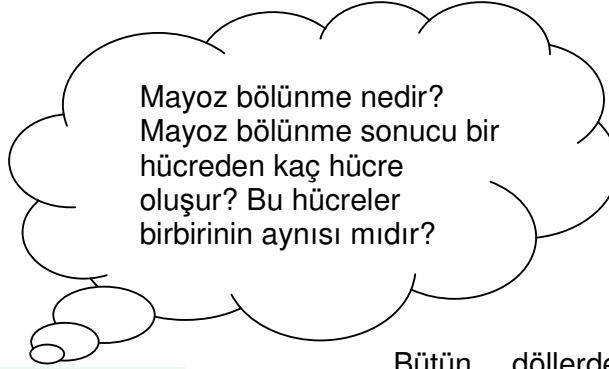 Mayoz bölünme nedir?
Mayoz bölünme sonucu bir
hücreden kaç hücre
oluşur? Bu hücreler
birbirinin aynısı mıdır?
Bütün döllerde